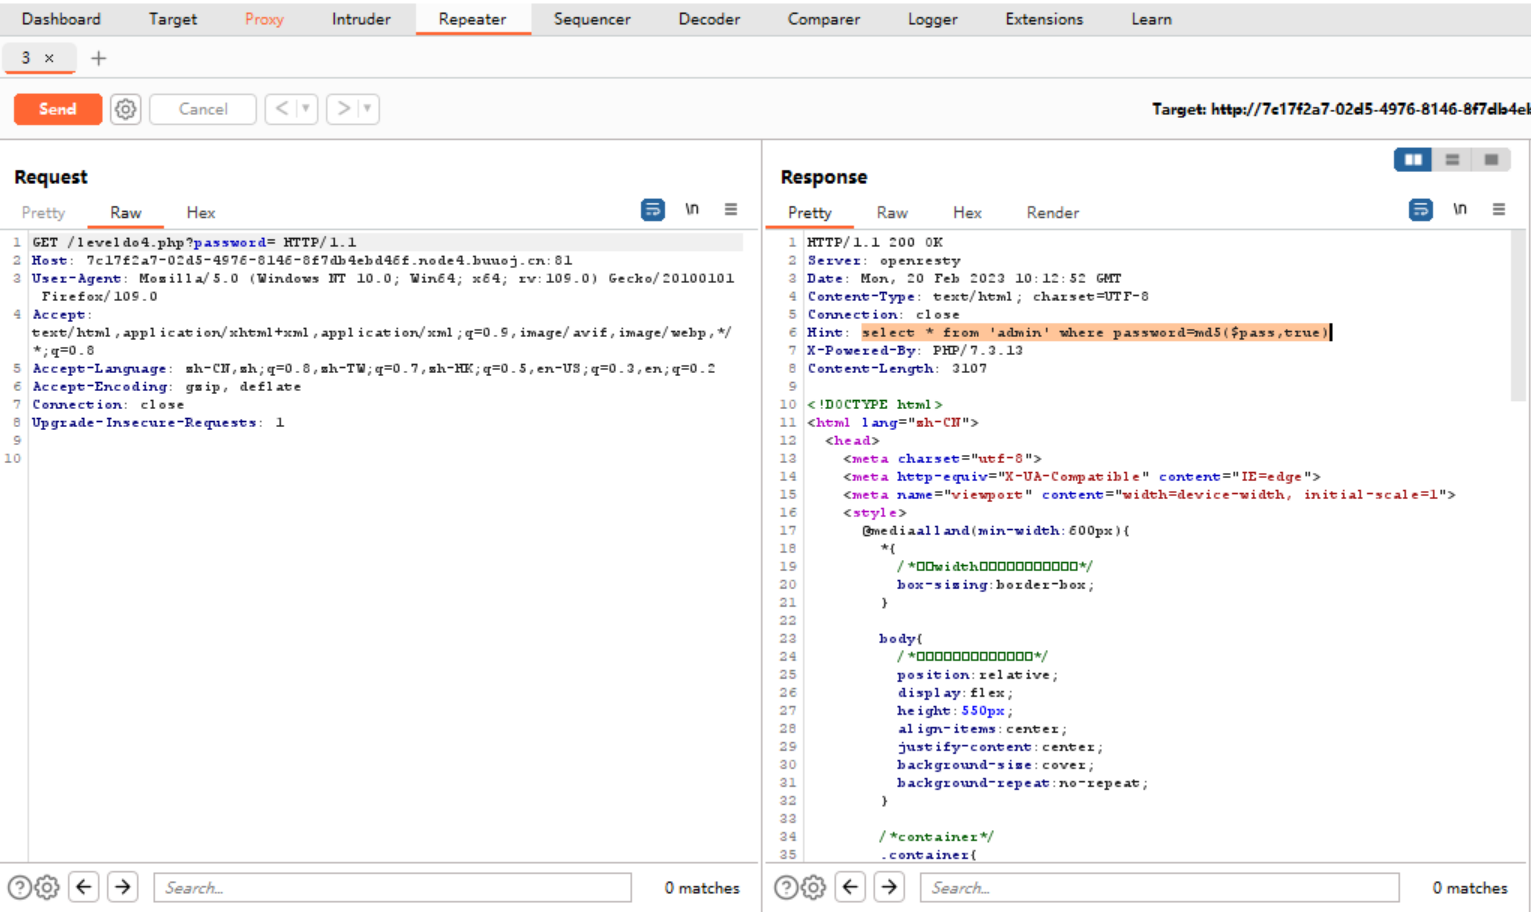 Dashboard Target Proxy Intruder Repeater Sequencer Decoder Comparer Logger Extensions Learn
3 × +
Send Cancel < ▼ > ▼ Target: http://7c17f2a7-02d5-4976-8146-8f7db4eb
Request
Pretty Raw Hex \n
1 GET /leveldo4.php?password= HTTP/1.1
2 Host: 7c17f2a7-02d5-4976-8146-8f7db4ebd46f.node4.buuoj.cn:81
3 User-Agent: Mozilla/5.0 (Windows NT 10.0; Win64; x64; rv:109.0) Gecko/20100101
Firefox/109.0
4 Accept:
text/html,application/xhtml+xml,application/xml;q=0.9,image/avif,image/webp,*/
*;q=0.8
5 Accept-Language: zh-CN,zh;q=0.8,zh-TW;q=0.7,zh-HK;q=0.5,en-US;q=0.3,en;q=0.2
6 Accept-Encoding: gzip, deflate
7 Connection: close
8 Upgrade-Insecure-Requests: 1
9
10
Search... 0 matches
Response
Pretty Raw Hex Render \n
1 HTTP/1.1 200 OK
2 Server: openresty
3 Date: Mon, 20 Feb 2023 10:12:52 GMT
4 Content-Type: text/html; charset=UTF-8
5 Connection: close
6 Hint: select * from 'admin' where password=md5($pass,true)
7 X-Powered-By: PHP/7.3.13
8 Content-Length: 3107
9
10 <!DOCTYPE html>
11 <html lang="zh-CN">
12 <head>
13 <meta charset="utf-8">
14 <meta http-equiv="X-UA-Compatible" content="IE=edge">
15 <meta name="viewport" content="width=device-width, initial-scale=1">
16 <style>
17 @mediaalland(min-width:600px){
18 *{
19 /*□□width□□□□□□□□□□□*/
20 box-sizing:border-box;
21 }
22
23 body{
24 /*□□□□□□□□□□□□□*/
25 position:relative;
26 display:flex;
27 height:550px;
28 align-items:center;
29 justify-content:center;
30 background-size:cover;
31 background-repeat:no-repeat;
32 }
33
34 /*container*/
35 .container{
Search... 0 matches